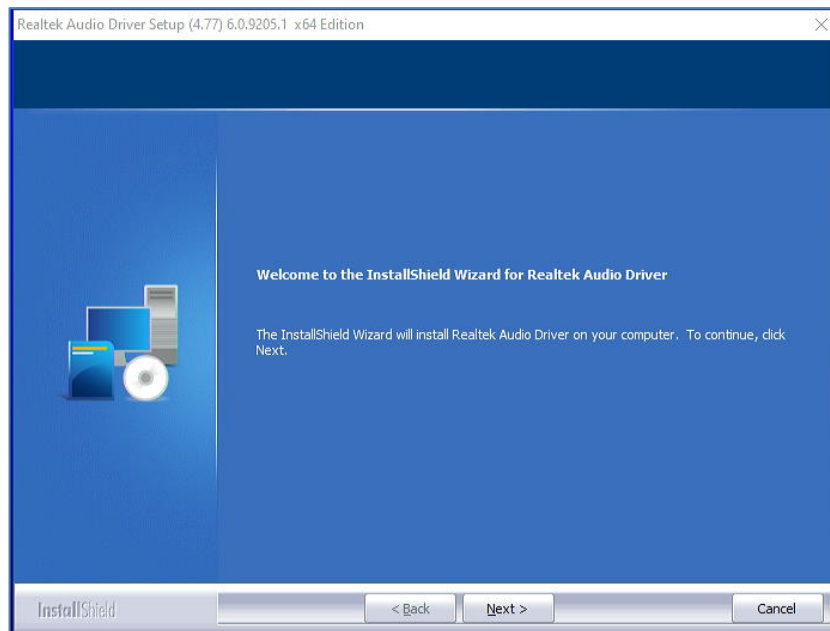 Realtek Audio Driver Setup (4.77) 6.0.9205.1 x64 Edition
Welcome to the InstallShield Wizard for Realtek Audio Driver
The InstallShield Wizard will install Realtek Audio Driver on your computer. To continue, click
Next.
InstallShield
< Back
Next >
Cancel